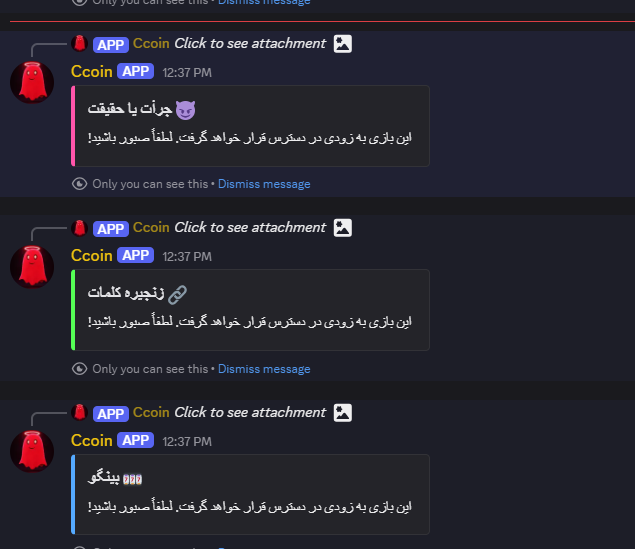 Only you can see this • Dismiss message
APP Ccoin Click to see attachment
Ccoin APP 12:37 PM
جرأت یا حقیقت
این بازی به زودی در دسترس قرار خواهد گرفت. لطفاً صبور باشید!
Only you can see this • Dismiss message
APP Ccoin Click to see attachment
Ccoin APP 12:37 PM
زنجیره کلمات
این بازی به زودی در دسترس قرار خواهد گرفت. لطفاً صبور باشید!
Only you can see this • Dismiss message
APP Ccoin Click to see attachment
Ccoin APP 12:37 PM
بینگو
این بازی به زودی در دسترس قرار خواهد گرفت. لطفاً صبور باشید!